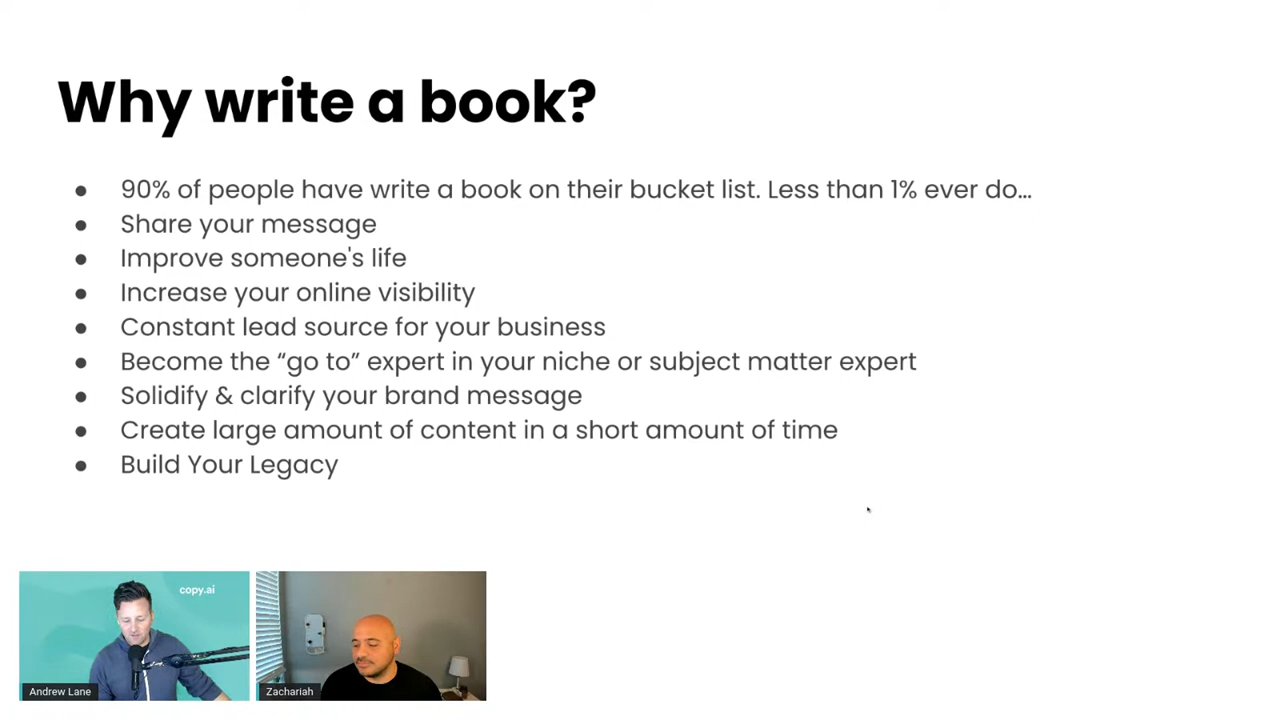 Why write a book?
● 90% of people have write a book on their bucket list. Less than 1% ever do...
● Share your message
● Improve someone's life
● Increase your online visibility
● Constant lead source for your business
● Become the “go to” expert in your niche or subject matter expert
● Solidify & clarify your brand message
● Create large amount of content in a short amount of time
● Build Your Legacy
copy.ai
Andrew Lane
Zachariah